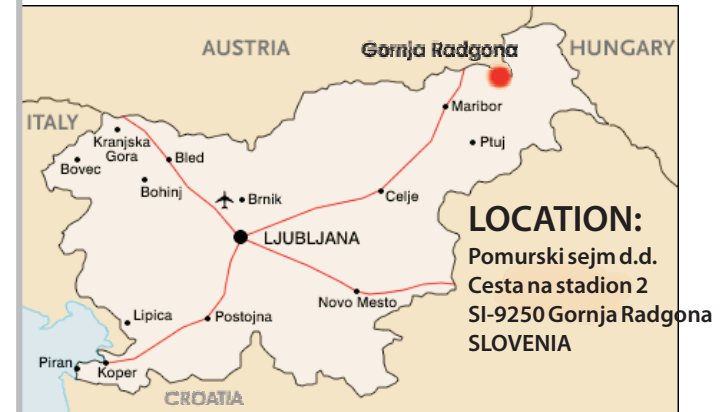 AUSTRIA
Gornja Radgona
HUNGARY
ITALY
Maribor
Kranjska
Gora
Ptuj
Bovec
Bled
Bohinj
Brnik
Celje
LJUBLJANA
LOCATION:
Pomurski sejm d.d.
Cesta na stadion 2
SI-9250 Gornja Radgona
SLOVENIA
Novo Mesto
Lipica
Postojna
Piran
Koper
CROATIA